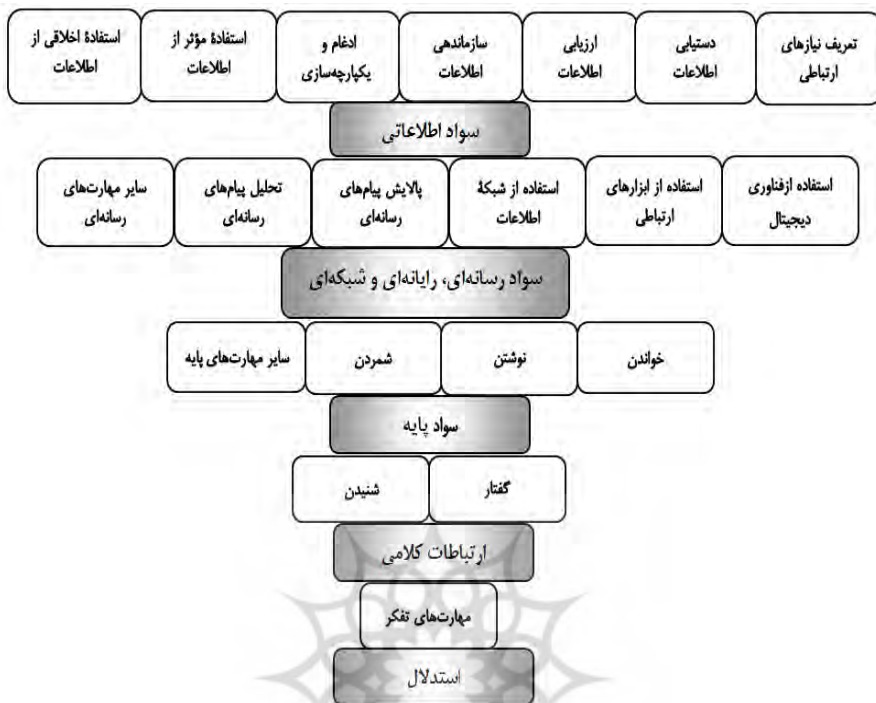 تعریف نیازهای
ارتباطی
دستیابی
اطلاعات
ارزیابی
اطلاعات
سازماندهی
اطلاعات
ادغام و
یکپارچه‌سازی
استفادهٔ مؤثر از
اطلاعات
استفادهٔ اخلاقی از
اطلاعات
سواد اطلاعاتی
استفاده ازفناوری
دیجیتال
استفاده از ابزارهای
ارتباطی
استفاده از شبکهٔ
اطلاعات
پالایش پیام‌های
رسانه‌ای
تحلیل پیام‌های
رسانه‌ای
سایر مهارت‌های
رسانه‌ای
سواد رسانه‌ای، رایانه‌ای و شبکه‌ای
خواندن
نوشتن
شمردن
سایر مهارت‌های پایه
سواد پایه
گفتار
شنیدن
ارتباطات کلامی
مهارت‌های تفکر
استدلال